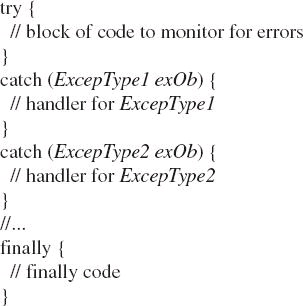 try {
  // block of code to monitor for errors
}
catch (ExcepType1 exOb) {
  // handler for ExcepType1
}
catch (ExcepType2 exOb) {
  // handler for ExcepType2
}
//...
finally {
  // finally code
}